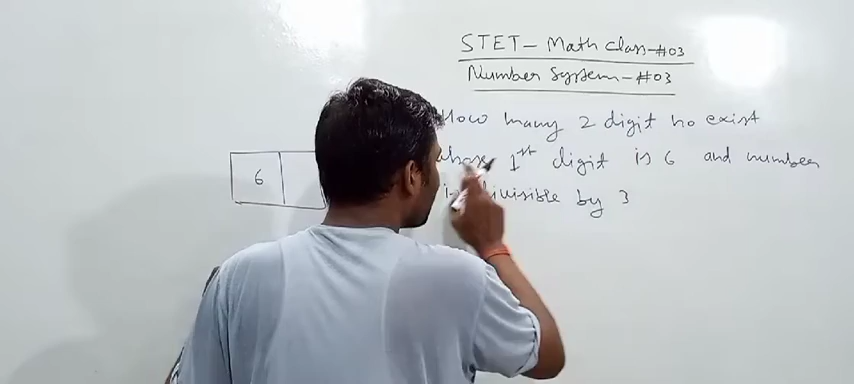 STET- Math Class-#03
Number System-#03
How many 2 digit no exist
whose 1st digit is 6 and number
is divisible by 3
6